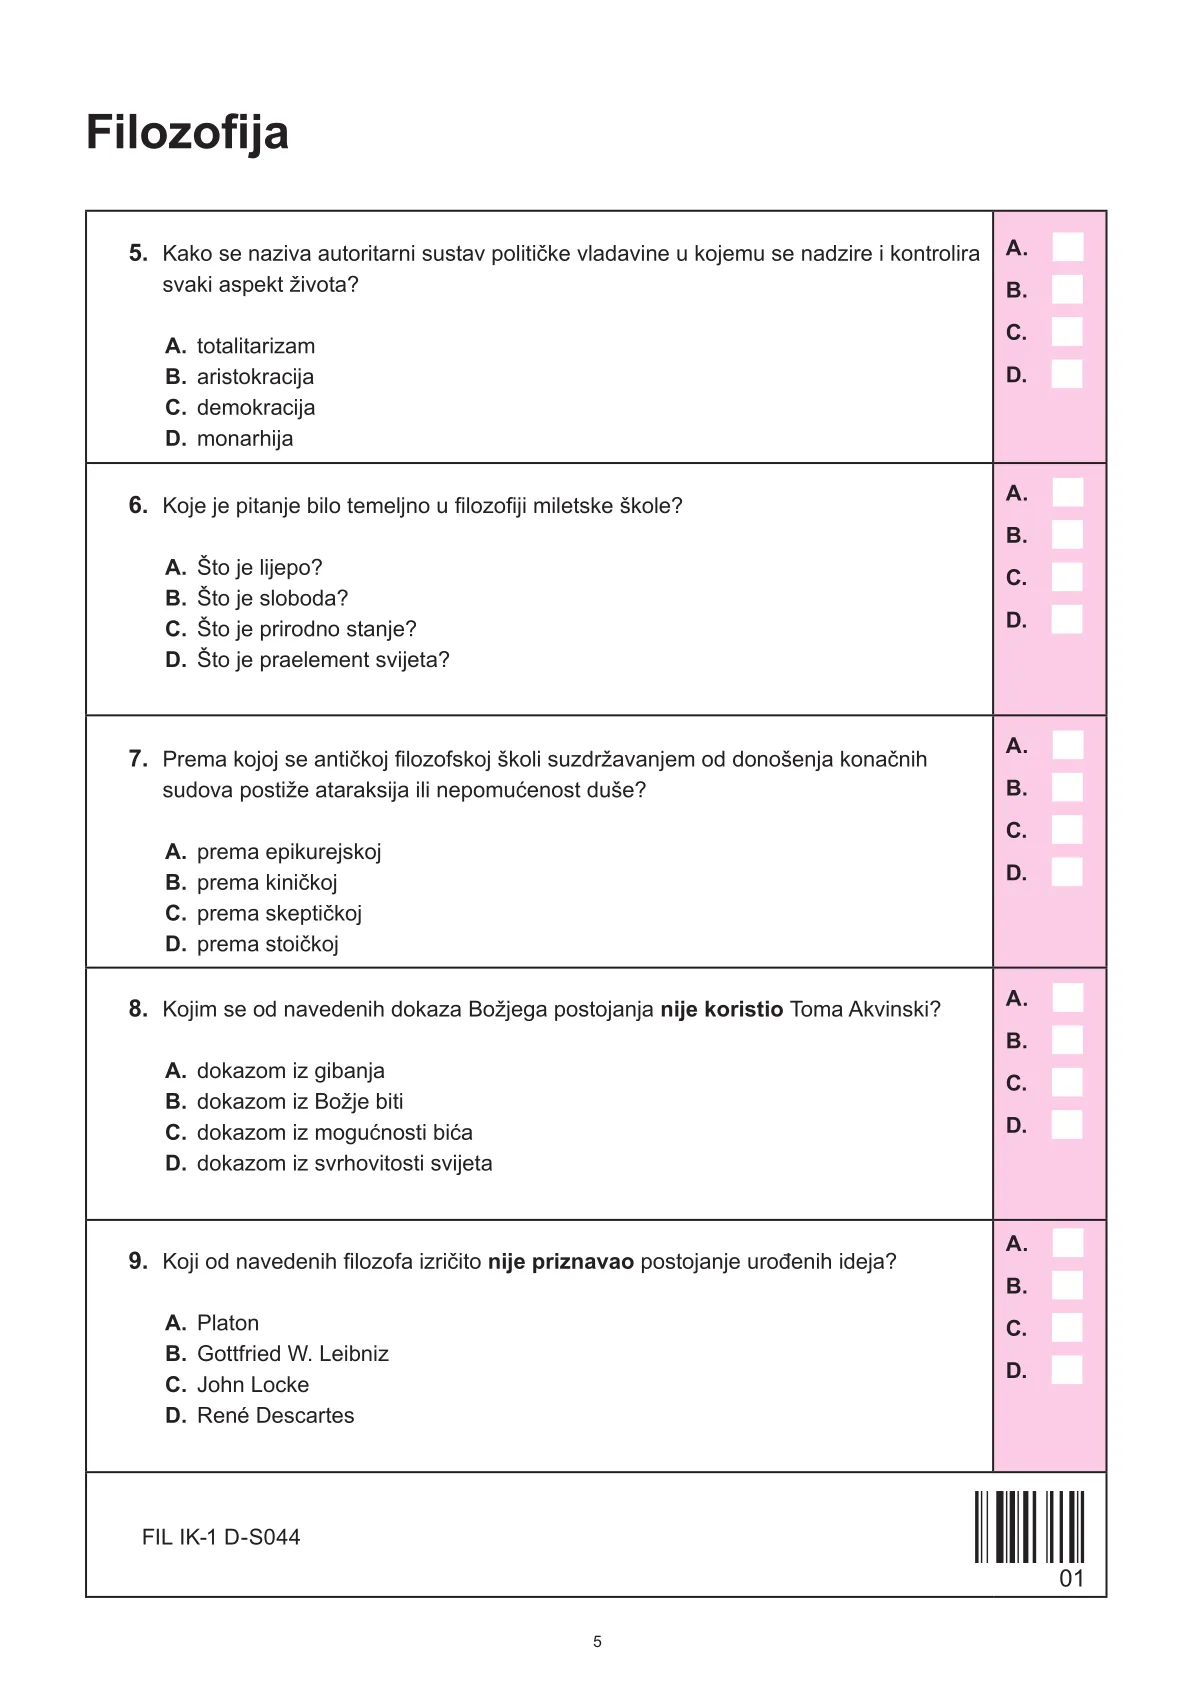 Filozofija
5. Kako se naziva autoritarni sustav političke vladavine u kojemu se nadzire i kontrolira
svaki aspekt života?
A. totalitarizam
B. aristokracija
C. demokracija
D. monarhija
A.
B.
C.
D.
6. Koje je pitanje bilo temeljno u filozofiji miletske škole?
A. Što je lijepo?
B. Što je sloboda?
C. Što je prirodno stanje?
D. Što je praelement svijeta?
A.
B.
C.
D.
7. Prema kojoj se antičkoj filozofskoj školi suzdržavanjem od donošenja konačnih
sudova postiže ataraksija ili nepomućenost duše?
A. prema epikurejskoj
B. prema kiničkoj
C. prema skeptičkoj
D. prema stoičkoj
A.
B.
C.
D.
8. Kojim se od navedenih dokaza Božjega postojanja nije koristio Toma Akvinski?
A. dokazom iz gibanja
B. dokazom iz Božje biti
C. dokazom iz mogućnosti bića
D. dokazom iz svrhovitosti svijeta
A.
B.
C.
D.
9. Koji od navedenih filozofa izričito nije priznavao postojanje urođenih ideja?
A. Platon
B. Gottfried W. Leibniz
C. John Locke
D. René Descartes
A.
B.
C.
D.
FIL IK-1 D-S044
01
5